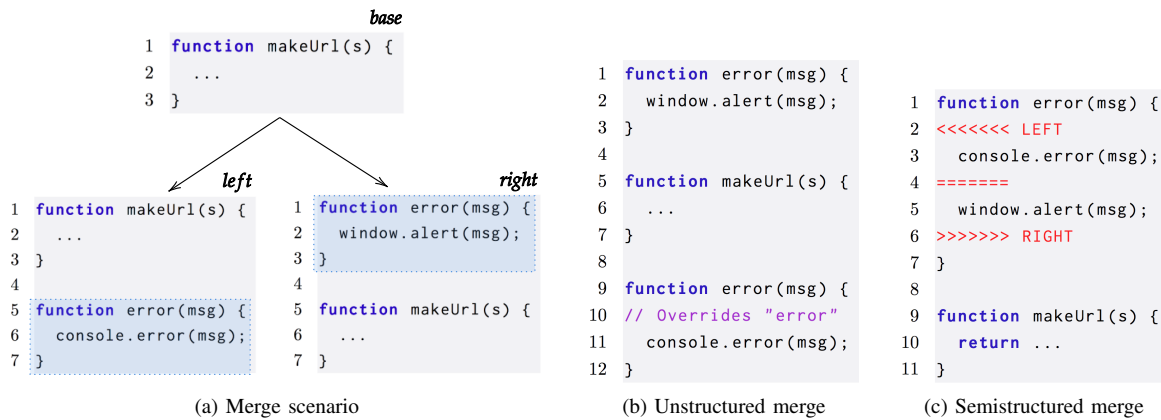 base
1 function makeUrl(s) {
2 ...
3 }
left
1 function makeUrl(s) {
2 ...
3 }
5 function error(msg) {
6 console.error(msg);
7 }
right
1 function error(msg) {
2 window.alert(msg);
3 }
5 function makeUrl(s) {
6 ...
7 }
(a) Merge scenario
1 function error(msg) {
2 window.alert(msg);
3 }
4
5 function makeUrl(s) {
6 ...
7 }
8
9 function error(msg) {
10 // Overrides "error"
11 console.error(msg);
12 }
(b) Unstructured merge
1 function error(msg) {
2 <<<<<<< LEFT
3 console.error(msg);
4 =======
5 window.alert(msg);
6 >>>>>>> RIGHT
7 }
8
9 function makeUrl(s) {
10 return ...
11 }
(c) Semistructured merge